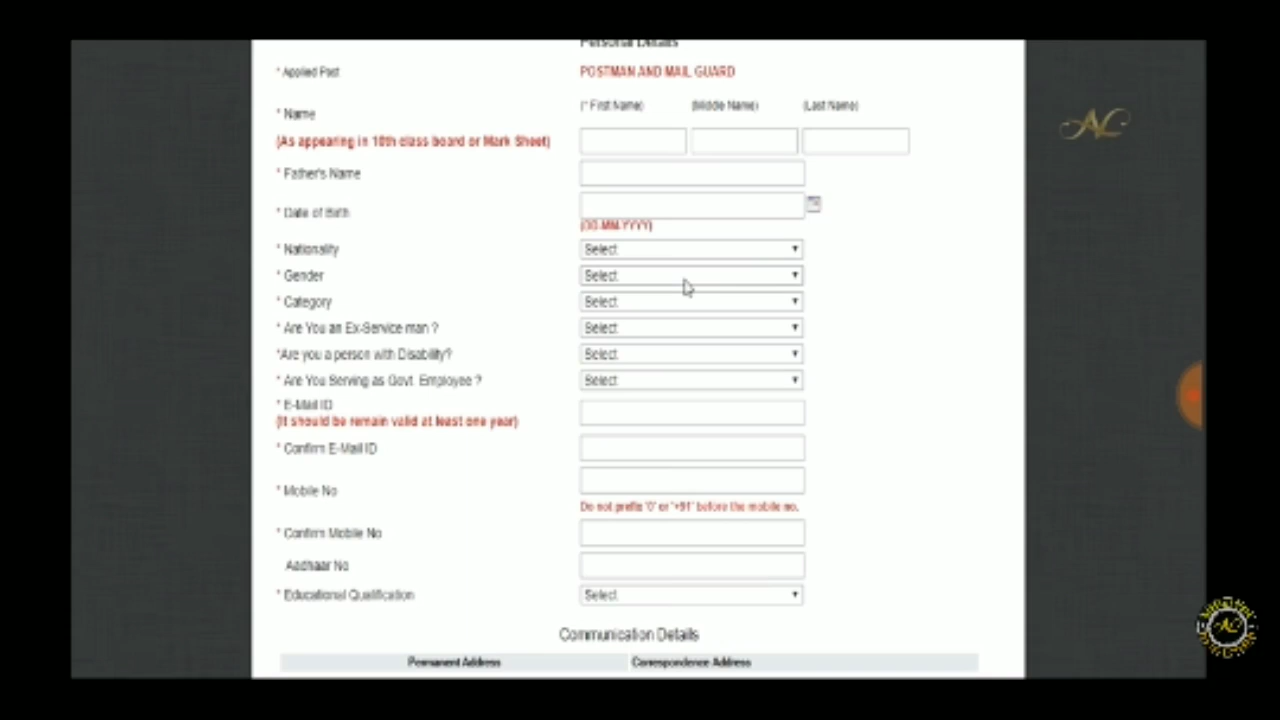 Personal Details
* Applied Post POSTMAN AND MAIL GUARD
(* First Name) (Middle Name) (Last Name)
* Name
(As appearing in 10th class board or Mark Sheet)
* Father's Name
* Date of Birth
(DD-MM-YYYY)
* Nationality Select
* Gender Select
* Category Select
* Are You an Ex-Service man ? Select
*Are you a person with Disability? Select
* Are You Serving as Govt. Employee ? Select
* E-Mail ID
(It should be remain valid at least one year)
* Confirm E-Mail ID
* Mobile No
Do not prefix '0' or '+91' before the mobile no.
* Confirm Mobile No
Aadhaar No
* Educational Qualification Select
Communication Details
Permanent Address Correspondence Address
AL